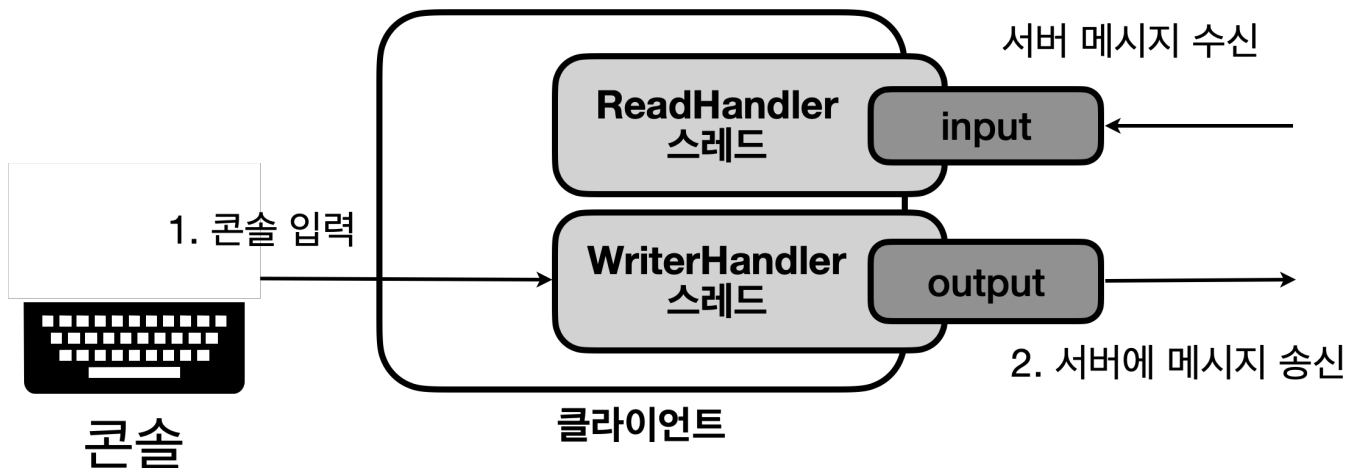 서버 메시지 수신
ReadHandler
스레드
input
1. 콘솔 입력
WriterHandler
스레드
output
2. 서버에 메시지 송신
클라이언트
콘솔